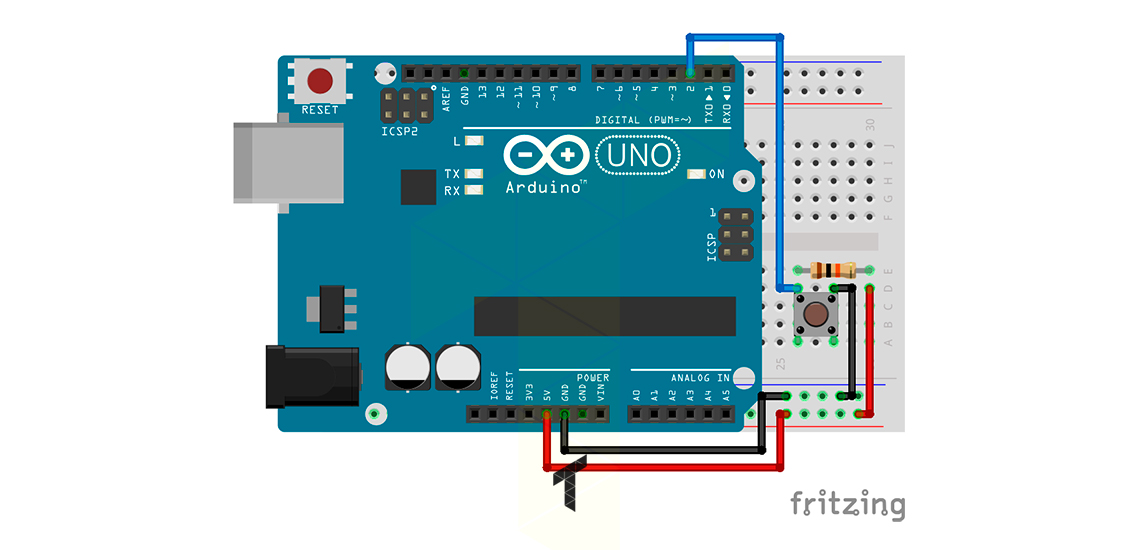 RESET
ICSP2
AREF
GND
13
12
~11
~10
~9
8
7
~6
~5
4
~3
2
TX0▶1
RX0◀0
DIGITAL (PWM=~)
L
TX
RX
UNO
Arduino™
ON
1
ICSP
30
J
I
H
G
F
E
D
C
B
A
25
POWER
ANALOG IN
IOREF
RESET
3V3
5V
GND
GND
VIN
A0
A1
A2
A3
A4
A5
fritzing